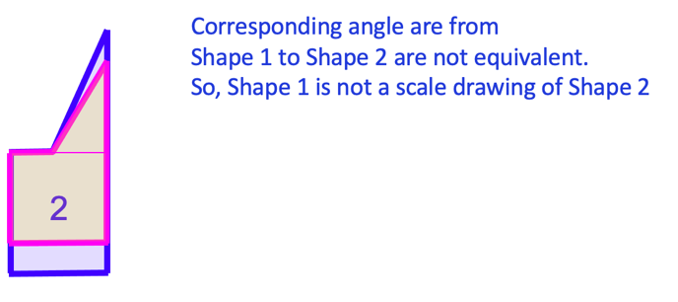 Corresponding angle are from
Shape 1 to Shape 2 are not equivalent.
So, Shape 1 is not a scale drawing of Shape 2
2